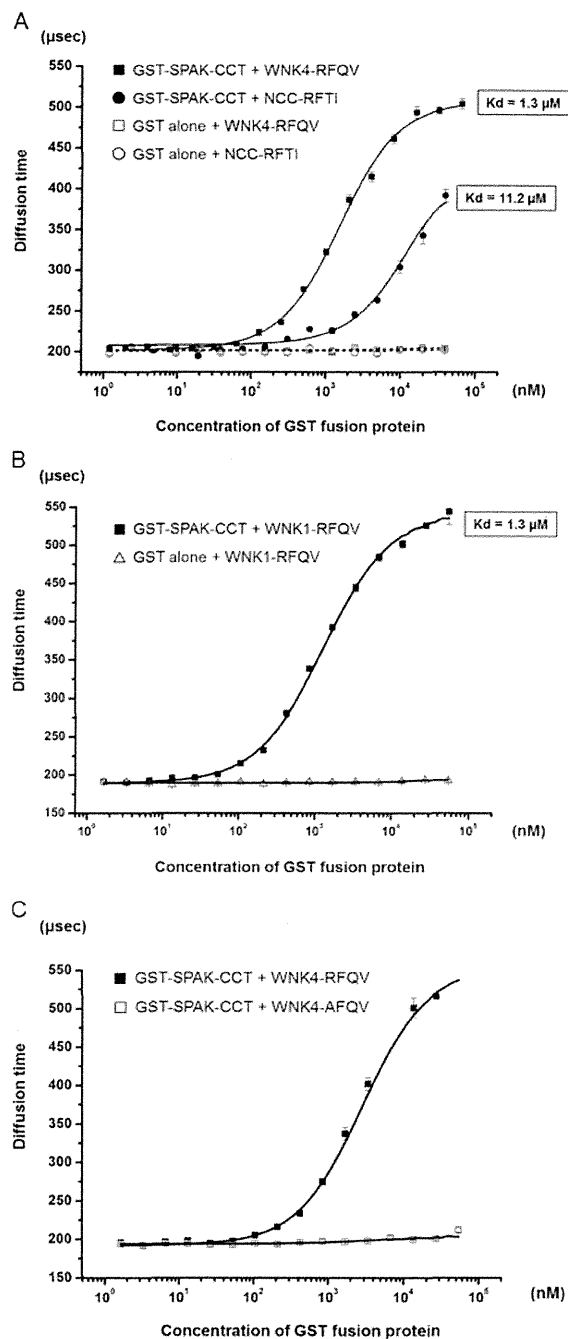 A
(µsec)
■ GST-SPAK-CCT + WNK4-RFQV
● GST-SPAK-CCT + NCC-RFTI
□ GST alone + WNK4-RFQV
○ GST alone + NCC-RFTI
Kd = 1.3 µM
Kd = 11.2 µM
550
500
450
400
350
300
250
200
150
Diffusion time
10⁰ 10¹ 10² 10³ 10⁴ 10⁵ (nM)
Concentration of GST fusion protein
B
(µsec)
■ GST-SPAK-CCT + WNK1-RFQV
△ GST alone + WNK1-RFQV
Kd = 1.3 µM
550
500
450
400
350
300
250
200
150
Diffusion time
10⁰ 10¹ 10² 10³ 10⁴ 10⁵ (nM)
Concentration of GST fusion protein
C
(µsec)
■ GST-SPAK-CCT + WNK4-RFQV
□ GST-SPAK-CCT + WNK4-AFQV
550
500
450
400
350
300
250
200
150
Diffusion time
10⁰ 10¹ 10² 10³ 10⁴ 10⁵ (nM)
Concentration of GST fusion protein